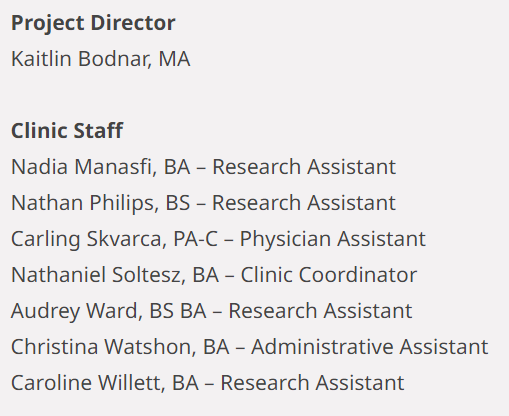 Project Director
Kaitlin Bodnar, MA
Clinic Staff
Nadia Manasfi, BA – Research Assistant
Nathan Philips, BS – Research Assistant
Carling Skvarca, PA-C – Physician Assistant
Nathaniel Soltesz, BA – Clinic Coordinator
Audrey Ward, BS BA – Research Assistant
Christina Watshon, BA – Administrative Assistant
Caroline Willett, BA – Research Assistant